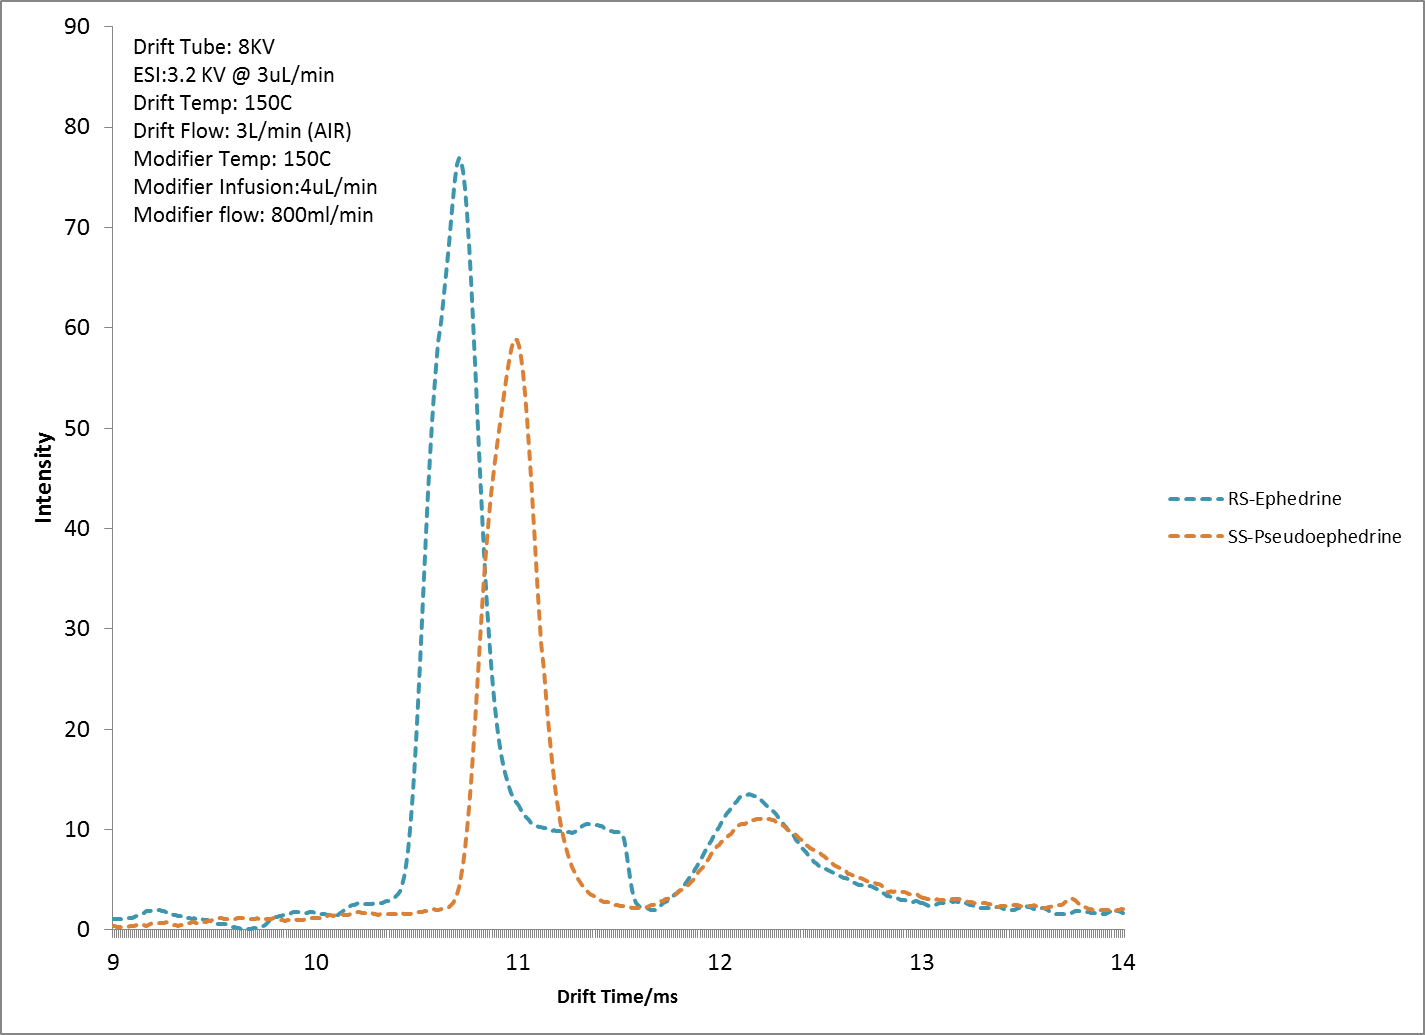 90
80
70
60
50
40
30
20
10
0
Intensity
Drift Tube: 8KV
ESI:3.2 KV @ 3uL/min
Drift Temp: 150C
Drift Flow: 3L/min (AIR)
Modifier Temp: 150C
Modifier Infusion:4uL/min
Modifier flow: 800ml/min
RS-Ephedrine
SS-Pseudoephedrine
9 10 11 12 13 14
Drift Time/ms